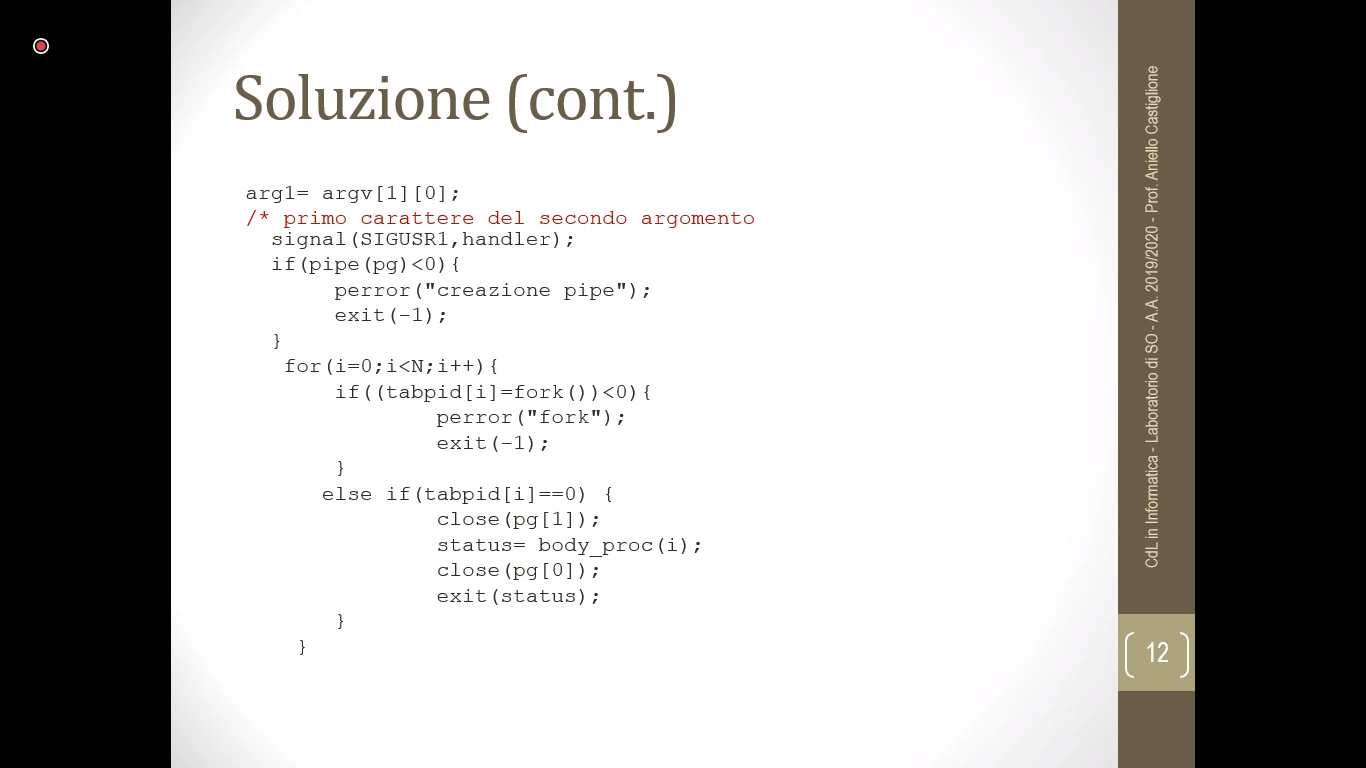 Soluzione (cont.)
arg1= argv[1][0];
/* primo carattere del secondo argomento
signal(SIGUSR1,handler);
if(pipe(pg)<0){
perror("creazione pipe");
exit(-1);
}
for(i=0;i<N;i++){
if((tabpid[i]=fork())<0){
perror("fork");
exit(-1);
}
else if(tabpid[i]==0) {
close(pg[1]);
status= body_proc(i);
close(pg[0]);
exit(status);
}
}
CdL in Informatica - Laboratorio di SO - A.A. 2019/2020 - Prof. Aniello Castiglione
12